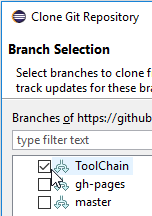 Clone Git Repository
Branch Selection
Select branches to clone f
track updates for these bra
Branches of https://github
type filter text
ToolChain
gh-pages
master